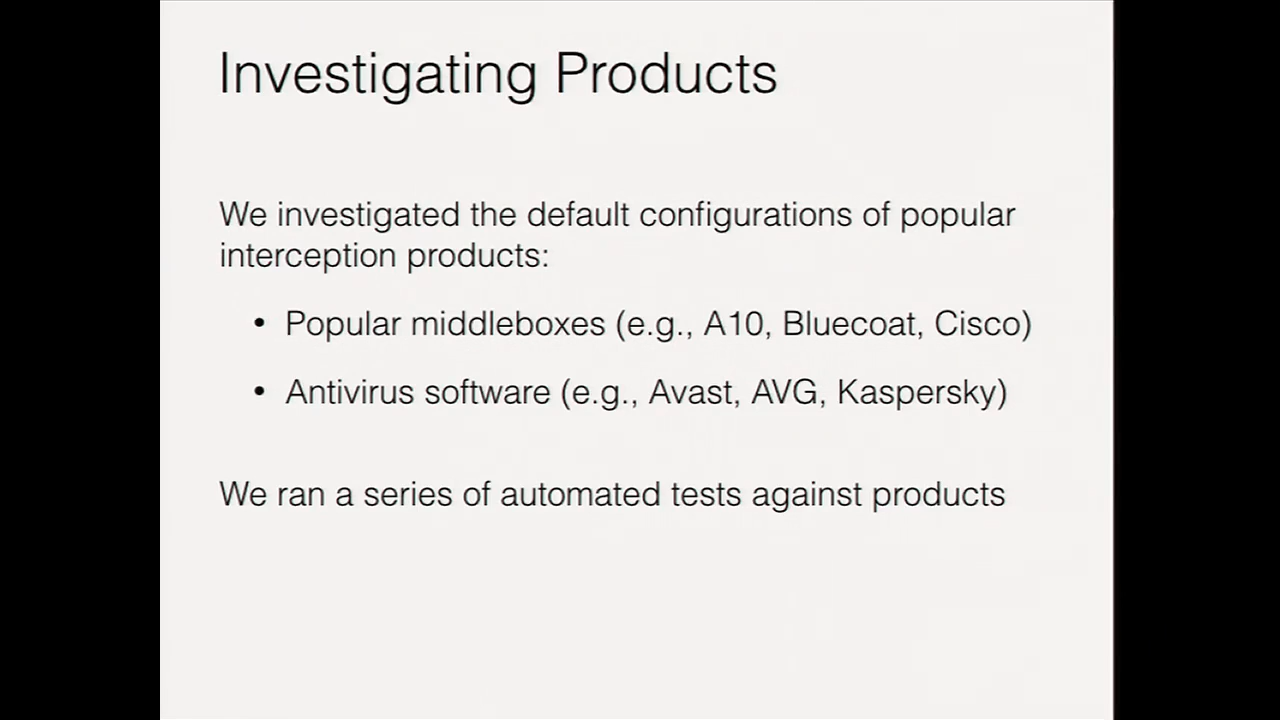 Investigating Products
We investigated the default configurations of popular
interception products:
• Popular middleboxes (e.g., A10, Bluecoat, Cisco)
• Antivirus software (e.g., Avast, AVG, Kaspersky)
We ran a series of automated tests against products